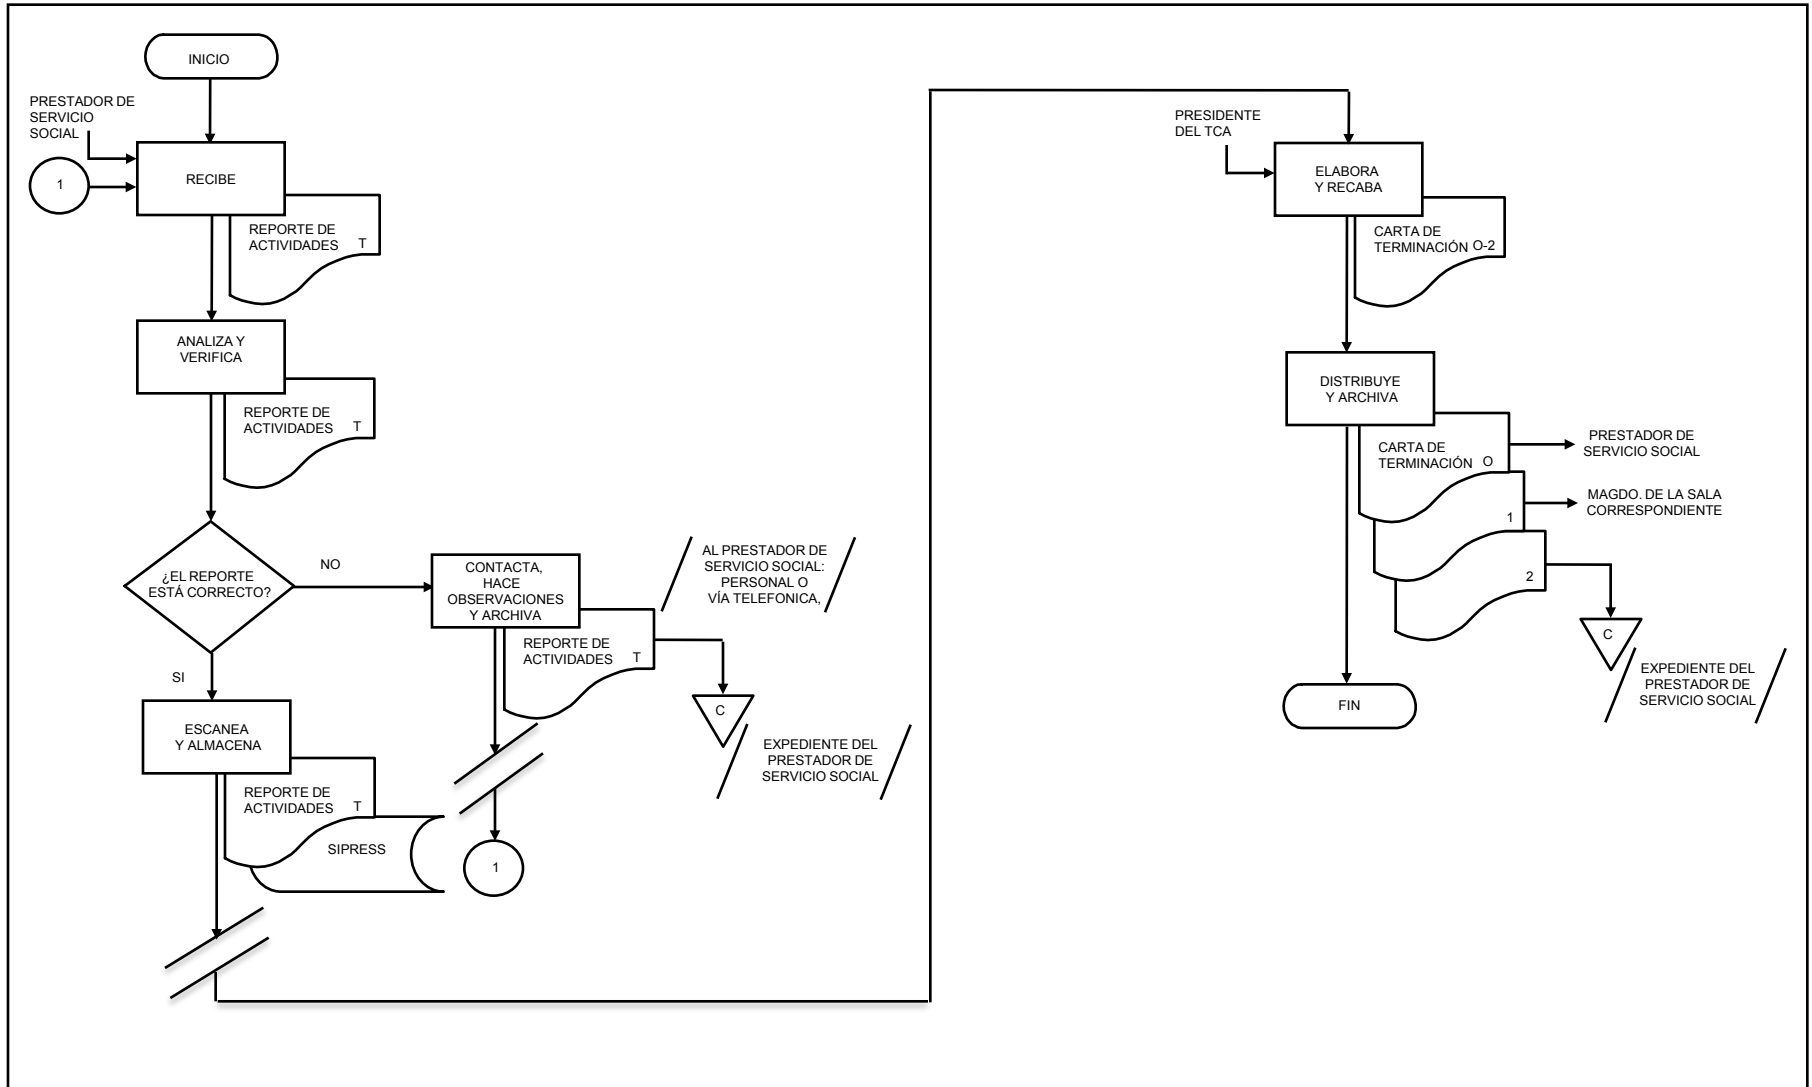 INICIO
PRESTADOR DE
SERVICIO
SOCIAL
1
RECIBE
REPORTE DE
ACTIVIDADES T
ANALIZA Y
VERIFICA
REPORTE DE
ACTIVIDADES T
¿EL REPORTE
ESTÁ CORRECTO?
NO
CONTACTA,
HACE
OBSERVACIONES
Y ARCHIVA
AL PRESTADOR DE
SERVICIO SOCIAL:
PERSONAL O
VÍA TELEFONICA,
REPORTE DE
ACTIVIDADES T
C
EXPEDIENTE DEL
PRESTADOR DE
SERVICIO SOCIAL
1
SI
ESCANEA
Y ALMACENA
REPORTE DE
ACTIVIDADES T
SIPRESS
PRESIDENTE
DEL TCA
ELABORA
Y RECABA
CARTA DE
TERMINACIÓN O-2
DISTRIBUYE
Y ARCHIVA
CARTA DE
TERMINACIÓN O
PRESTADOR DE
SERVICIO SOCIAL
1
MAGDO. DE LA SALA
CORRESPONDIENTE
2
C
EXPEDIENTE DEL
PRESTADOR DE
SERVICIO SOCIAL
FIN